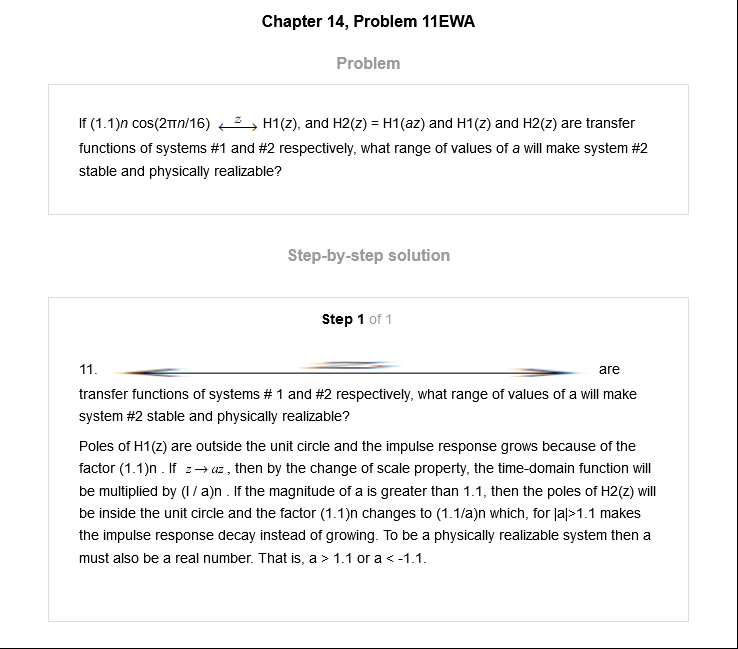 Chapter 14, Problem 11EWA
Problem
If (1.1)n cos(2πn/16) ⟷ᶻ H1(z), and H2(z) = H1(az) and H1(z) and H2(z) are transfer
functions of systems #1 and #2 respectively, what range of values of a will make system #2
stable and physically realizable?
Step-by-step solution
Step 1 of 1
11. are
transfer functions of systems # 1 and #2 respectively, what range of values of a will make
system #2 stable and physically realizable?
Poles of H1(z) are outside the unit circle and the impulse response grows because of the
factor (1.1)n . If z → az , then by the change of scale property, the time-domain function will
be multiplied by (l / a)n . If the magnitude of a is greater than 1.1, then the poles of H2(z) will
be inside the unit circle and the factor (1.1)n changes to (1.1/a)n which, for |a|>1.1 makes
the impulse response decay instead of growing. To be a physically realizable system then a
must also be a real number. That is, a > 1.1 or a < -1.1.